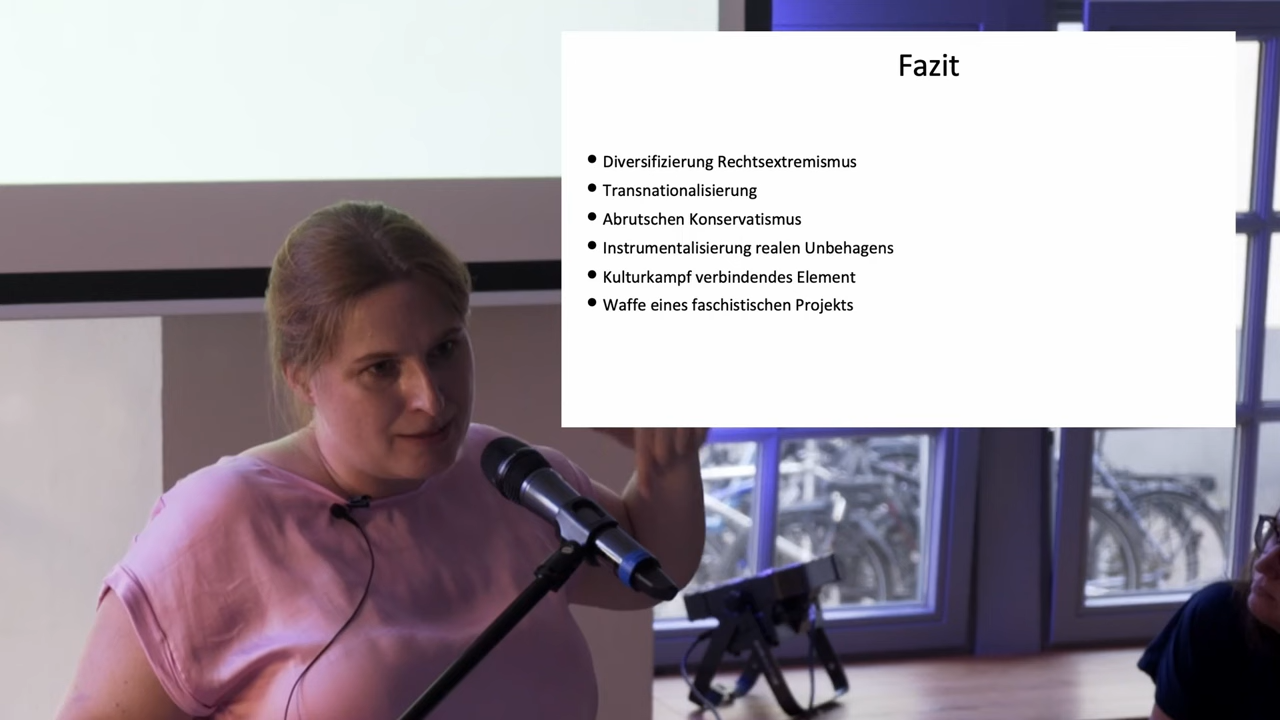 Fazit
• Diversifizierung Rechtsextremismus
• Transnationalisierung
• Abrutschen Konservatismus
• Instrumentalisierung realen Unbehagens
• Kulturkampf verbindendes Element
• Waffe eines faschistischen Projekts